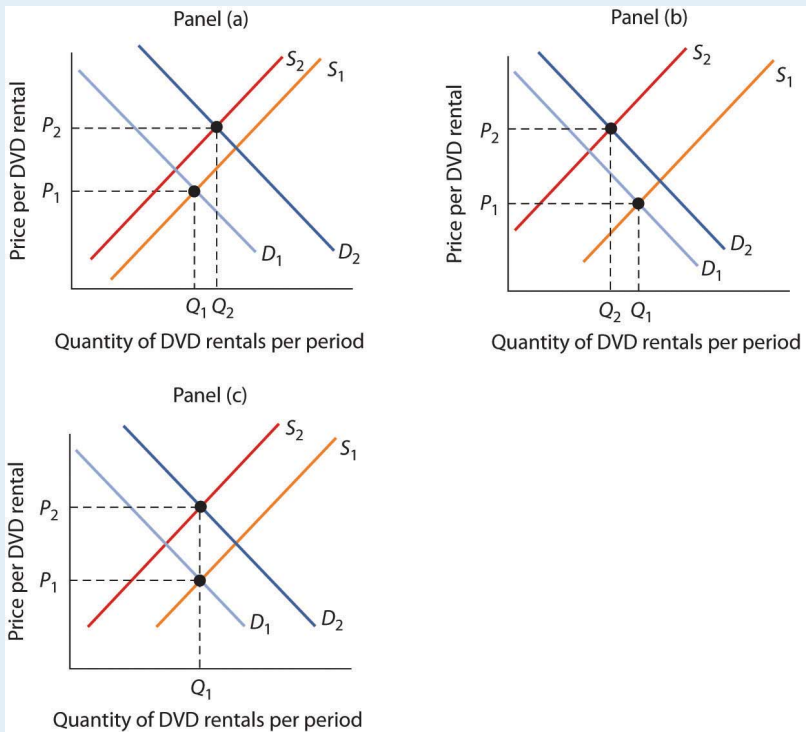 Panel (a)
Price per DVD rental
P2
P1
S2
S1
D1
D2
Q1 Q2
Quantity of DVD rentals per period
Panel (b)
Price per DVD rental
P2
P1
S2
S1
D2
D1
Q2 Q1
Quantity of DVD rentals per period
Panel (c)
Price per DVD rental
P2
P1
S2
S1
D1
D2
Q1
Quantity of DVD rentals per period